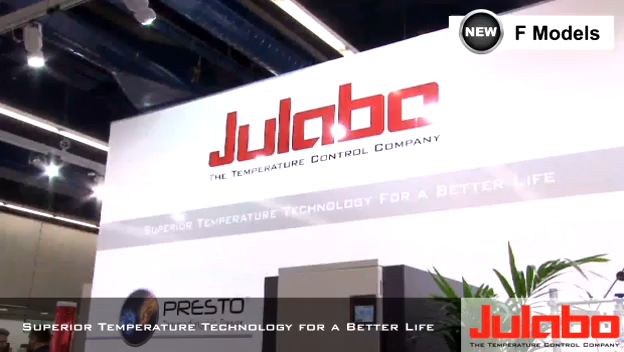 NEW F Models
Julabo
THE TEMPERATURE CONTROL COMPANY
SUPERIOR TEMPERATURE TECHNOLOGY FOR A BETTER LIFE
PRESTO
SUPERIOR TEMPERATURE TECHNOLOGY FOR A BETTER LIFE
Julabo
THE TEMPERATURE CONTROL COMPANY